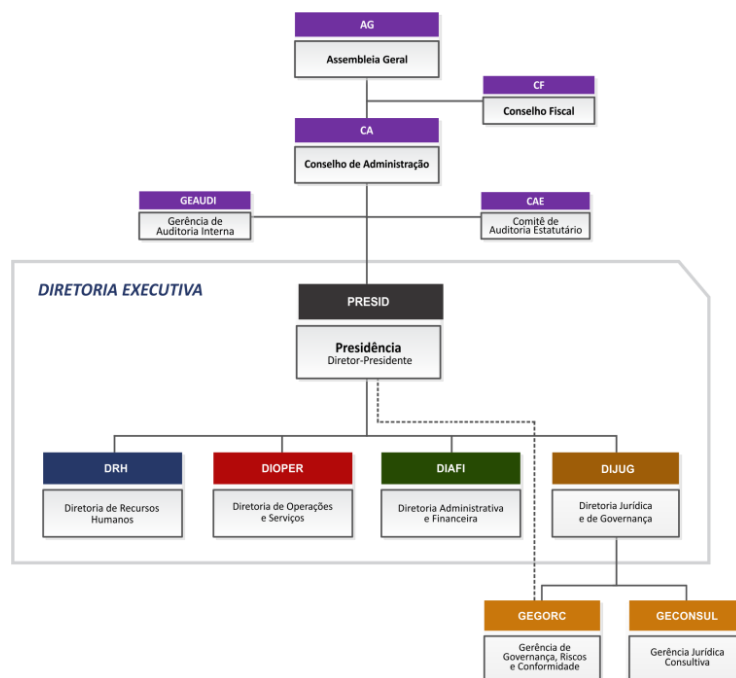 AG
Assembleia Geral
CF
Conselho Fiscal
CA
Conselho de Administração
GEAUDI
Gerência de
Auditoria Interna
CAE
Comitê de
Auditoria Estatutário
DIRETORIA EXECUTIVA
PRESID
Presidência
Diretor-Presidente
DRH
Diretoria de Recursos
Humanos
DIOPER
Diretoria de Operações
e Serviços
DIAFI
Diretoria Administrativa
e Financeira
DIJUG
Diretoria Jurídica
e de Governança
GEGORC
Gerência de
Governança, Riscos
e Conformidade
GECONSUL
Gerência Jurídica
Consultiva